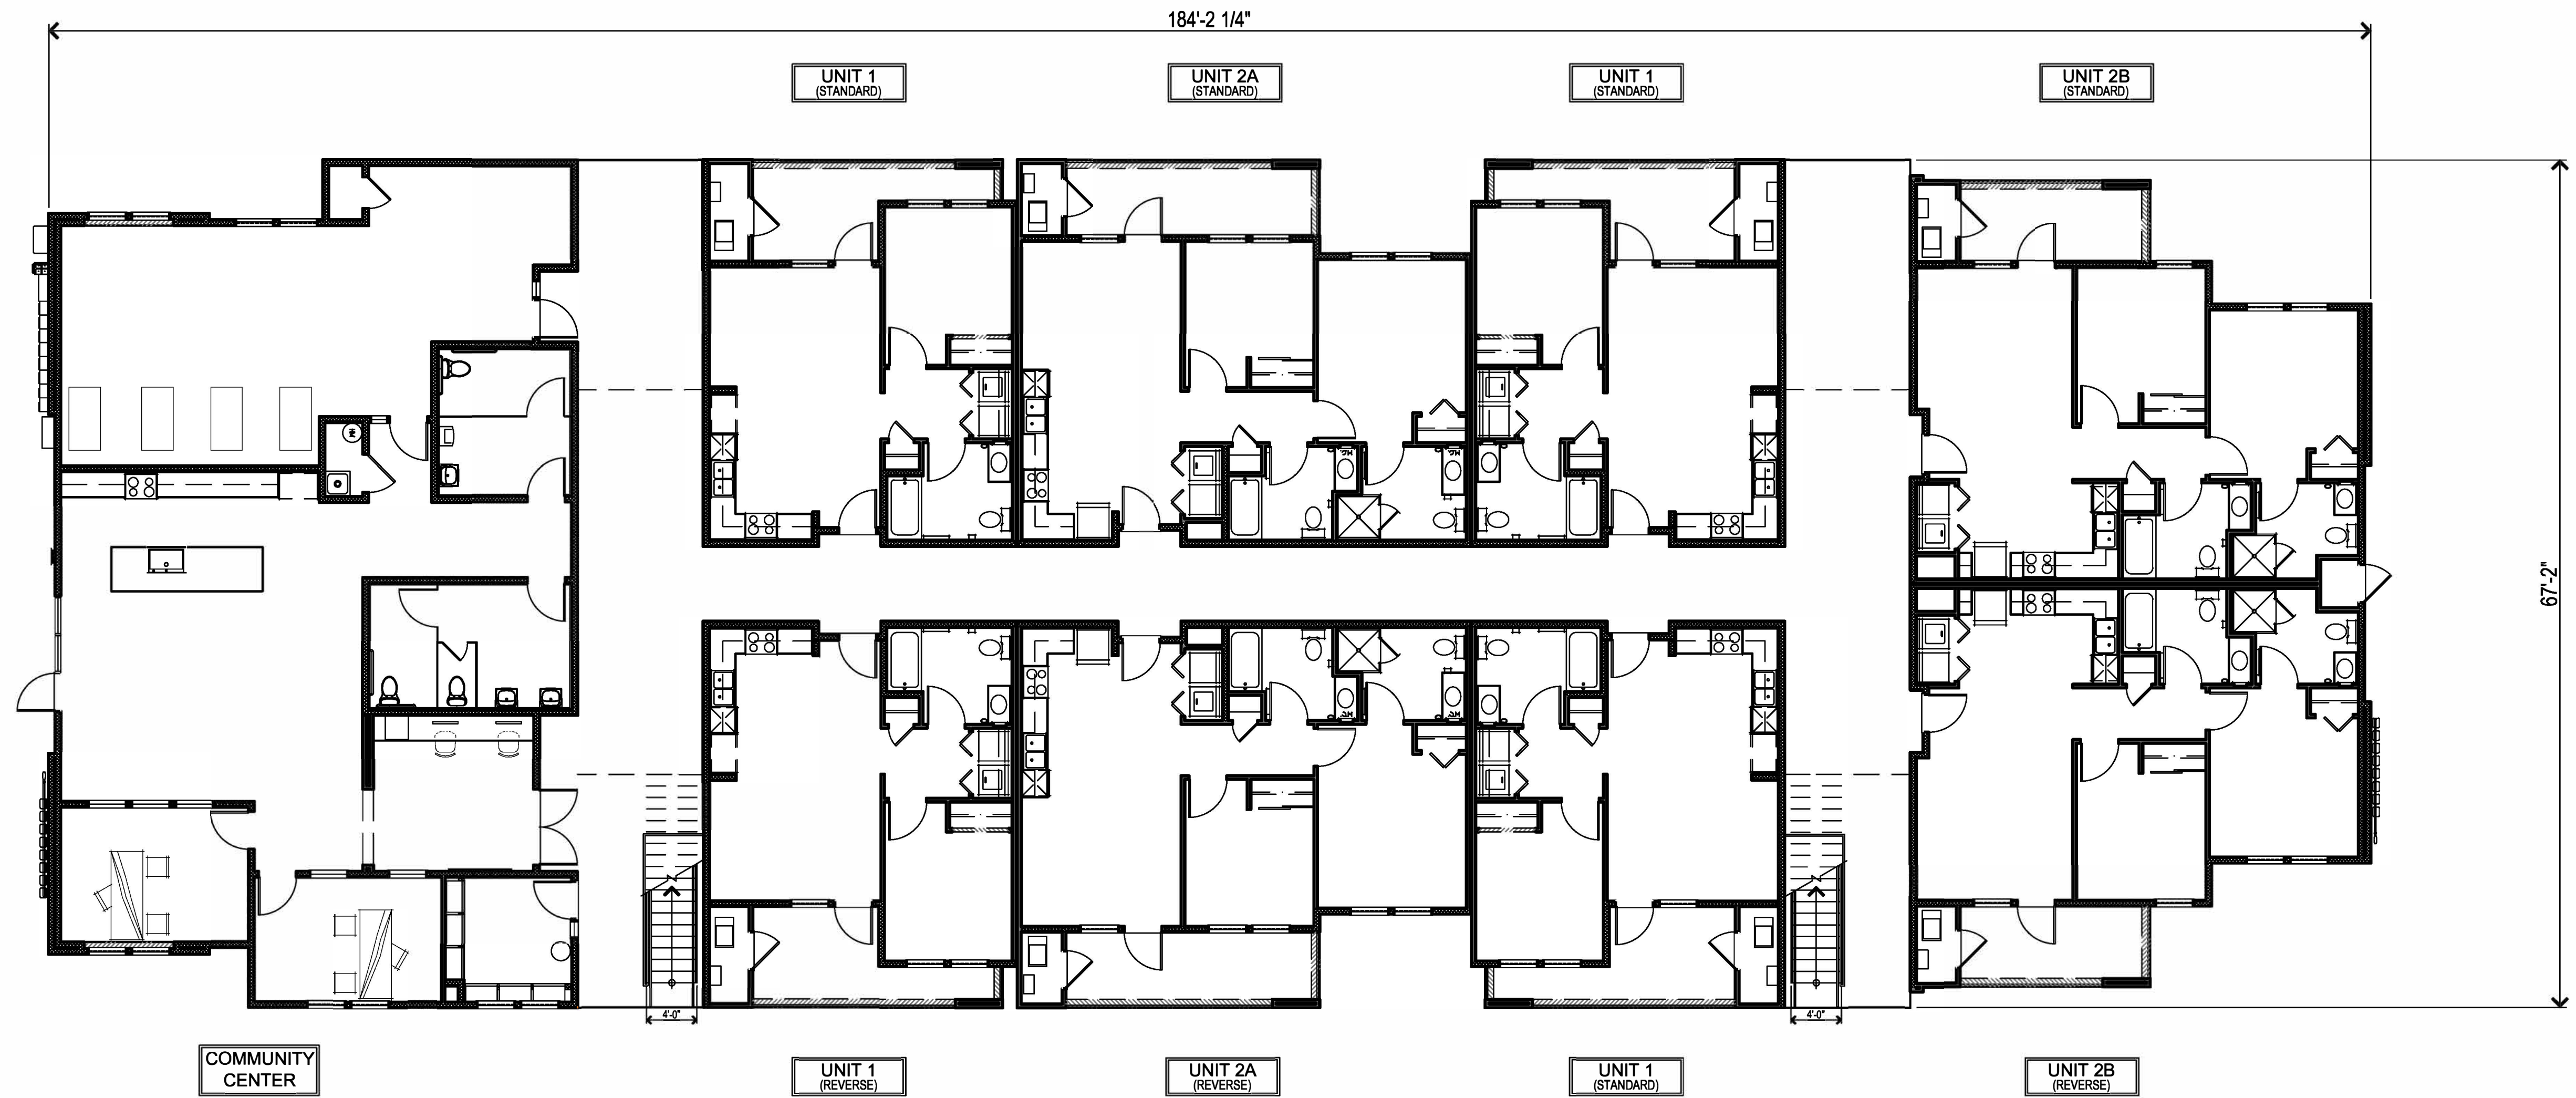 184'-2 1/4"
UNIT 1
(STANDARD)
UNIT 2A
(STANDARD)
UNIT 1
(STANDARD)
UNIT 2B
(STANDARD)
67'-2"
4'-0"
4'-0"
COMMUNITY
CENTER
UNIT 1
(REVERSE)
UNIT 2A
(REVERSE)
UNIT 1
(STANDARD)
UNIT 2B
(REVERSE)